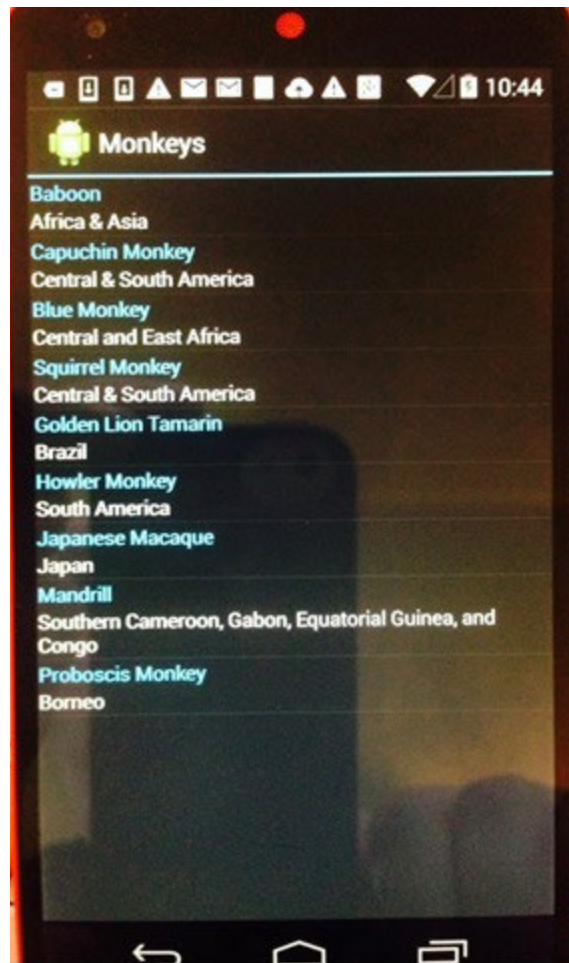 10:44
Monkeys
Baboon
Africa & Asia
Capuchin Monkey
Central & South America
Blue Monkey
Central and East Africa
Squirrel Monkey
Central & South America
Golden Lion Tamarin
Brazil
Howler Monkey
South America
Japanese Macaque
Japan
Mandrill
Southern Cameroon, Gabon, Equatorial Guinea, and
Congo
Proboscis Monkey
Borneo